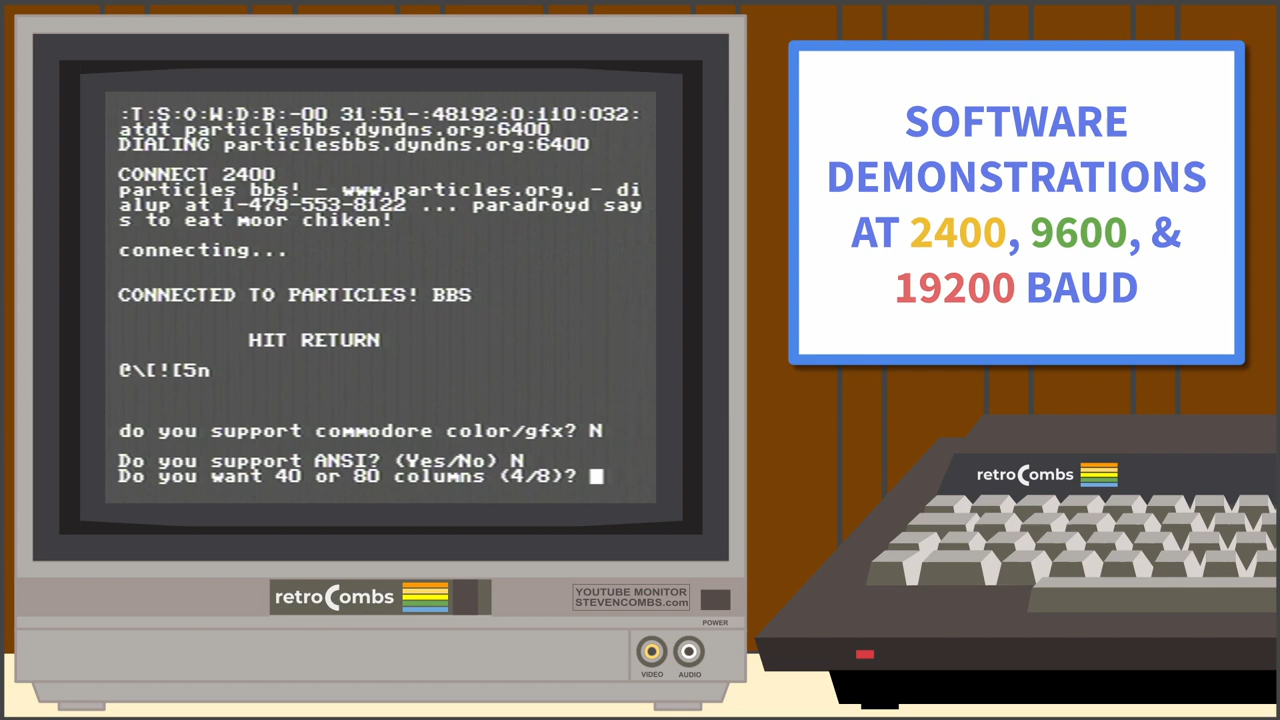 :T:S:O:W:D:B:-00 31:51-:48192:0:110:032:
atdt particlesbbs.dyndns.org:6400
DIALING particlesbbs.dyndns.org:6400
CONNECT 2400
particles bbs! - www.particles.org. - di
alup at 1-479-553-8122 ... paradroyd say
s to eat moor chiken!
connecting...
CONNECTED TO PARTICLES! BBS
HIT RETURN
@\[![5n
do you support commodore color/gfx? N
Do you support ANSI? (Yes/No) N
Do you want 40 or 80 columns (4/8)?
retroCombs
YOUTUBE MONITOR
STEVENCOMBS.com
POWER
VIDEO AUDIO
SOFTWARE
DEMONSTRATIONS
AT 2400, 9600, &
19200 BAUD
retroCombs